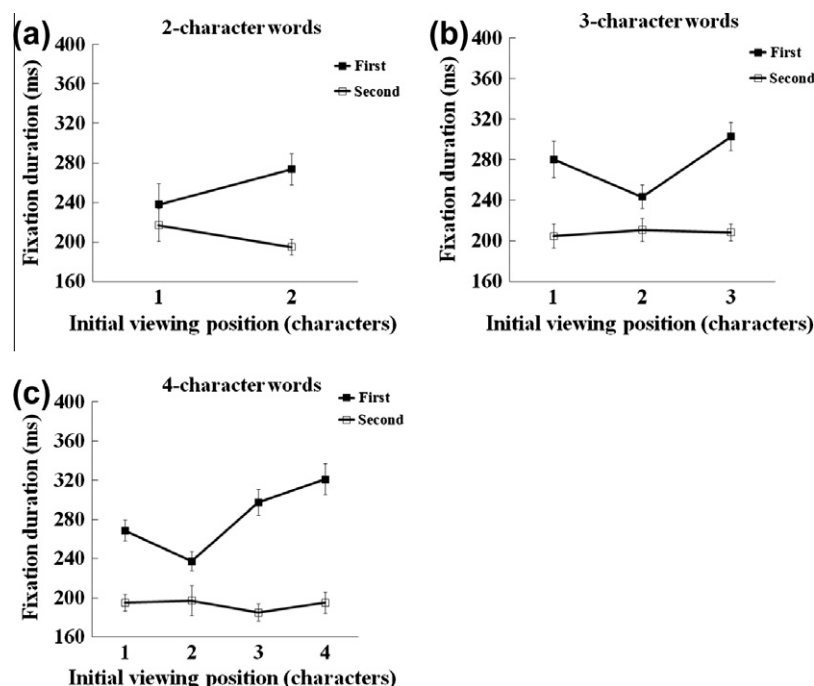 (a)
2-character words
Fixation duration (ms)
400
360
320
280
240
200
160
First
Second
1 2
Initial viewing position (characters)
(b)
3-character words
Fixation duration (ms)
400
360
320
280
240
200
160
First
Second
1 2 3
Initial viewing position (characters)
(c)
4-character words
Fixation duration (ms)
400
360
320
280
240
200
160
First
Second
1 2 3 4
Initial viewing position (characters)